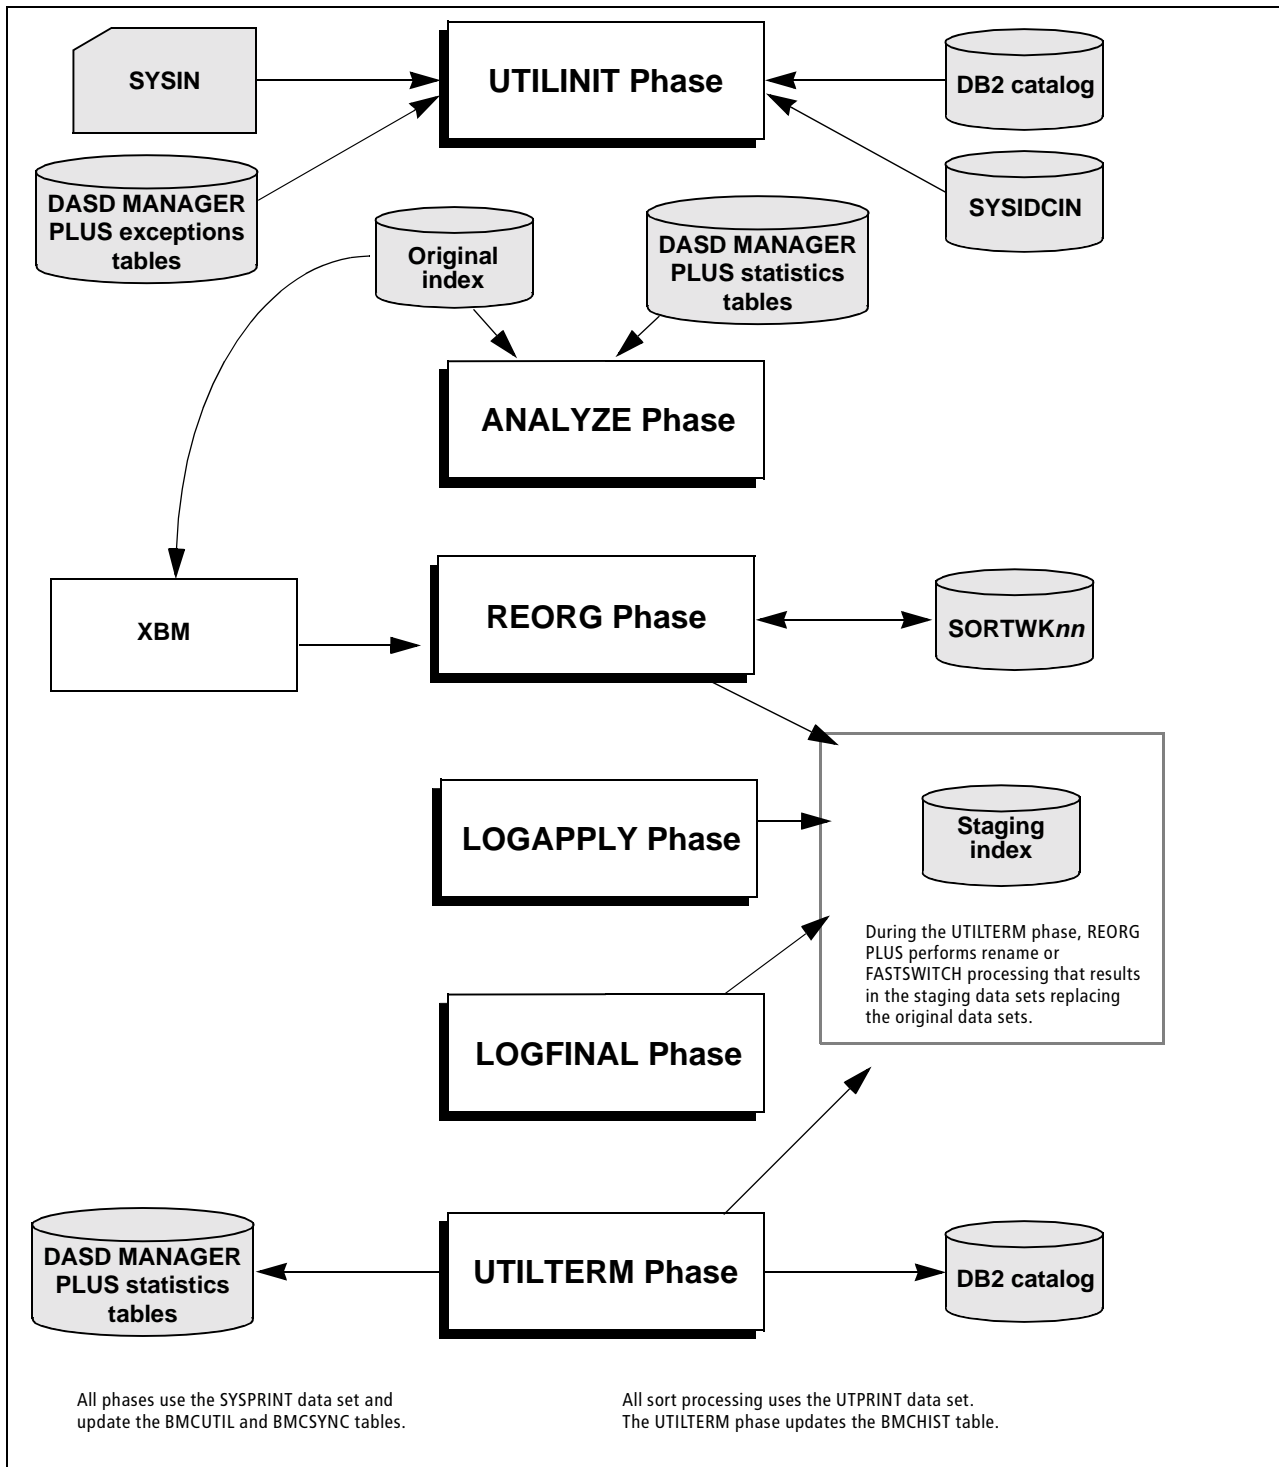 SYSIN
UTILINIT Phase
DB2 catalog
DASD MANAGER
PLUS exceptions
tables
SYSIDCIN
Original
index
DASD MANAGER
PLUS statistics
tables
ANALYZE Phase
XBM
REORG Phase
SORTWKnn
LOGAPPLY Phase
Staging
index
During the UTILTERM phase, REORG
PLUS performs rename or
FASTSWITCH processing that results
in the staging data sets replacing
the original data sets.
LOGFINAL Phase
DASD MANAGER
PLUS statistics
tables
UTILTERM Phase
DB2 catalog
All phases use the SYSPRINT data set and
update the BMCUTIL and BMCSYNC tables.
All sort processing uses the UTPRINT data set.
The UTILTERM phase updates the BMCHIST table.